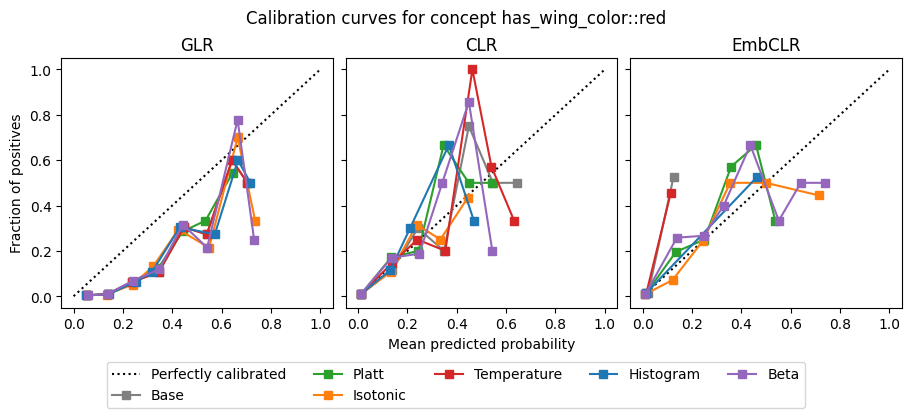 Calibration curves for concept has_wing_color::red
GLR
CLR
EmbCLR
Fraction of positives
1.0
0.8
0.6
0.4
0.2
0.0
0.0 0.2 0.4 0.6 0.8 1.0
0.0 0.2 0.4 0.6 0.8 1.0
0.0 0.2 0.4 0.6 0.8 1.0
Mean predicted probability
Perfectly calibrated Platt Temperature Histogram Beta
Base Isotonic